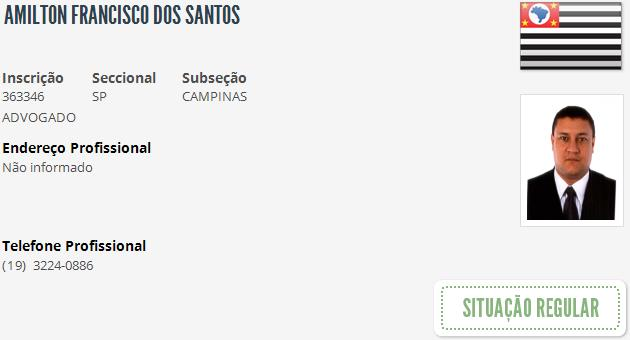 AMILTON FRANCISCO DOS SANTOS
Inscrição Seccional Subseção
363346 SP CAMPINAS
ADVOGADO
Endereço Profissional
Não informado
Telefone Profissional
(19) 3224-0886
SITUAÇÃO REGULAR